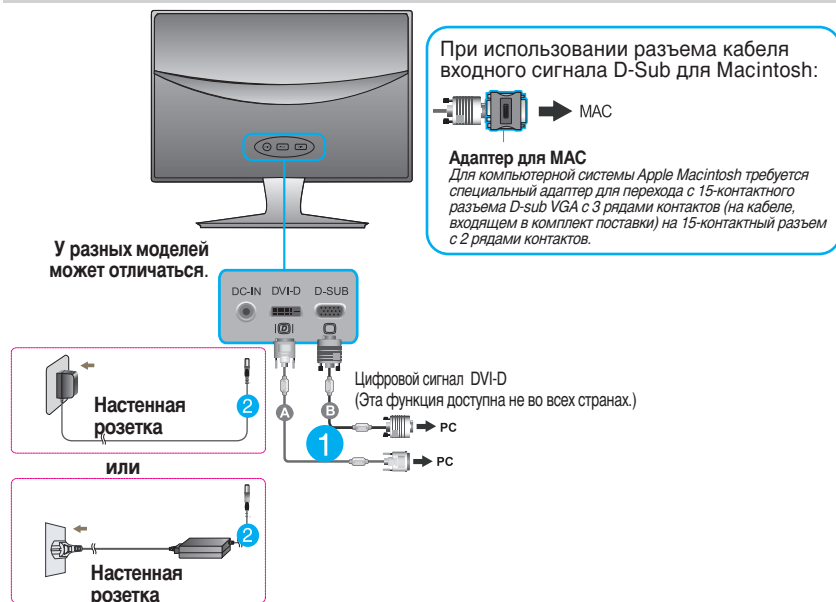 При использовании разъема кабеля
входного сигнала D-Sub для Macintosh:
MAC
Адаптер для MAC
Для компьютерной системы Apple Macintosh требуется
специальный адаптер для перехода с 15-контактного
разъема D-sub VGA с 3 рядами контактов (на кабеле,
входящем в комплект поставки) на 15-контактный разъем
с 2 рядами контактов.
У разных моделей
может отличаться.
DC-IN DVI-D D-SUB
Цифровой сигнал DVI-D
(Эта функция доступна не во всех странах.)
A B
1
PC
PC
Настенная
розетка
2
или
2
Настенная
розетка